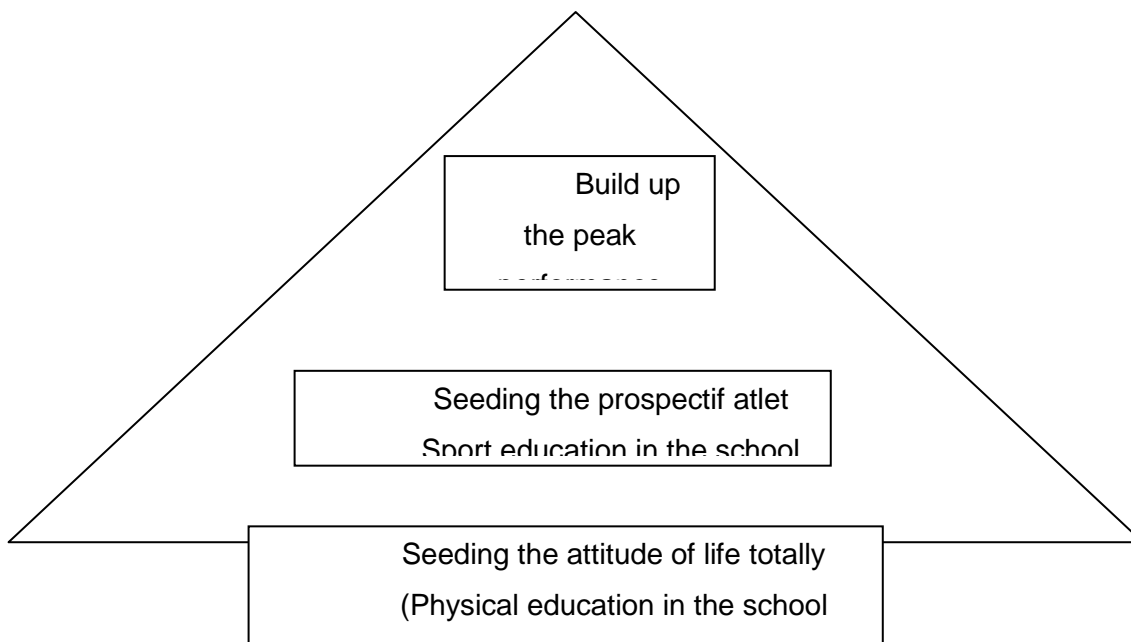 Build up
the peak
performance
Seeding the prospectif atlet
Sport education in the school
Seeding the attitude of life totally
(Physical education in the school